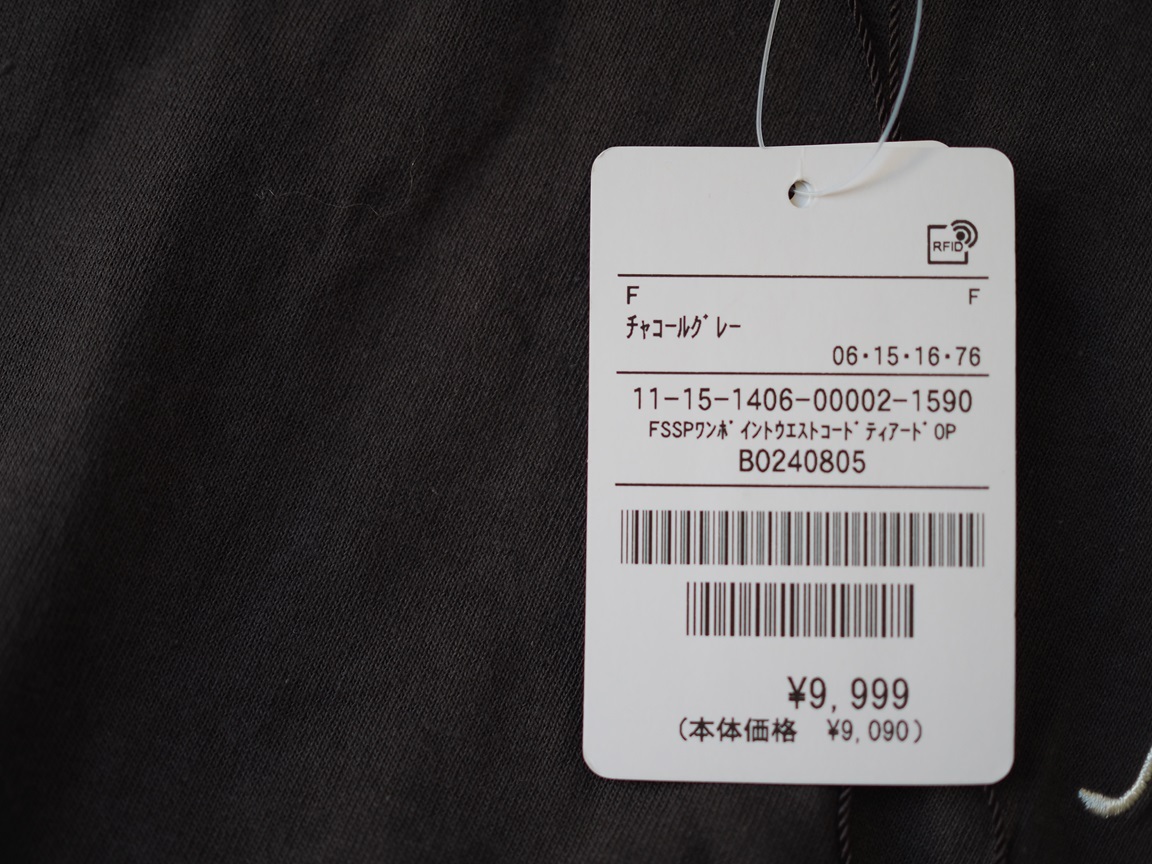 RFID
F F
ﾁｬｺｰﾙｸﾞﾚｰ
06・15・16・76
11-15-1406-00002-1590
FSSPﾜﾝﾎﾟｲﾝﾄｳｴｽﾄｺｰﾄﾞﾃｨｱｰﾄﾞOP
B0240805
¥9,999
(本体価格 ¥9,090)